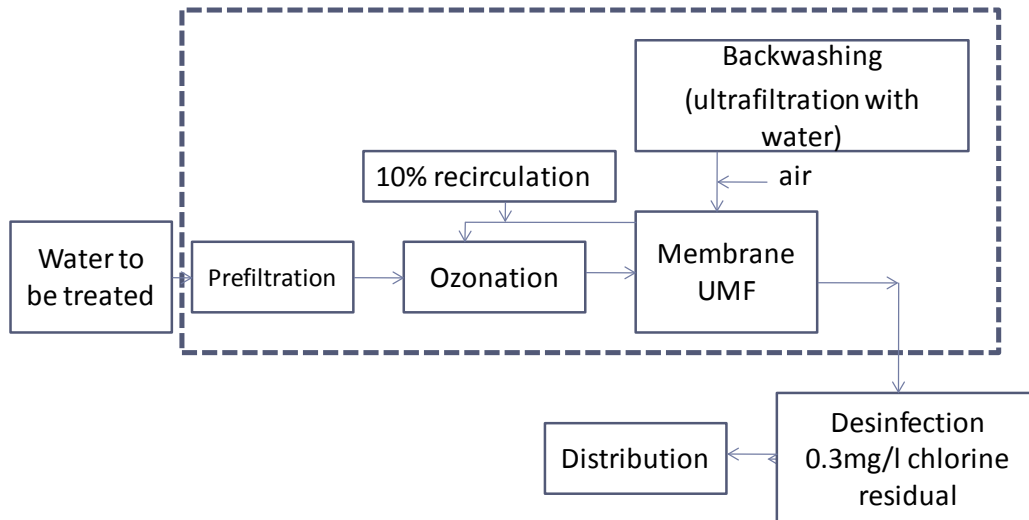 Backwashing
(ultrafiltration with
water)
10% recirculation
air
Water to
be treated
Prefiltration
Ozonation
Membrane
UMF
Desinfection
0.3mg/l chlorine
residual
Distribution